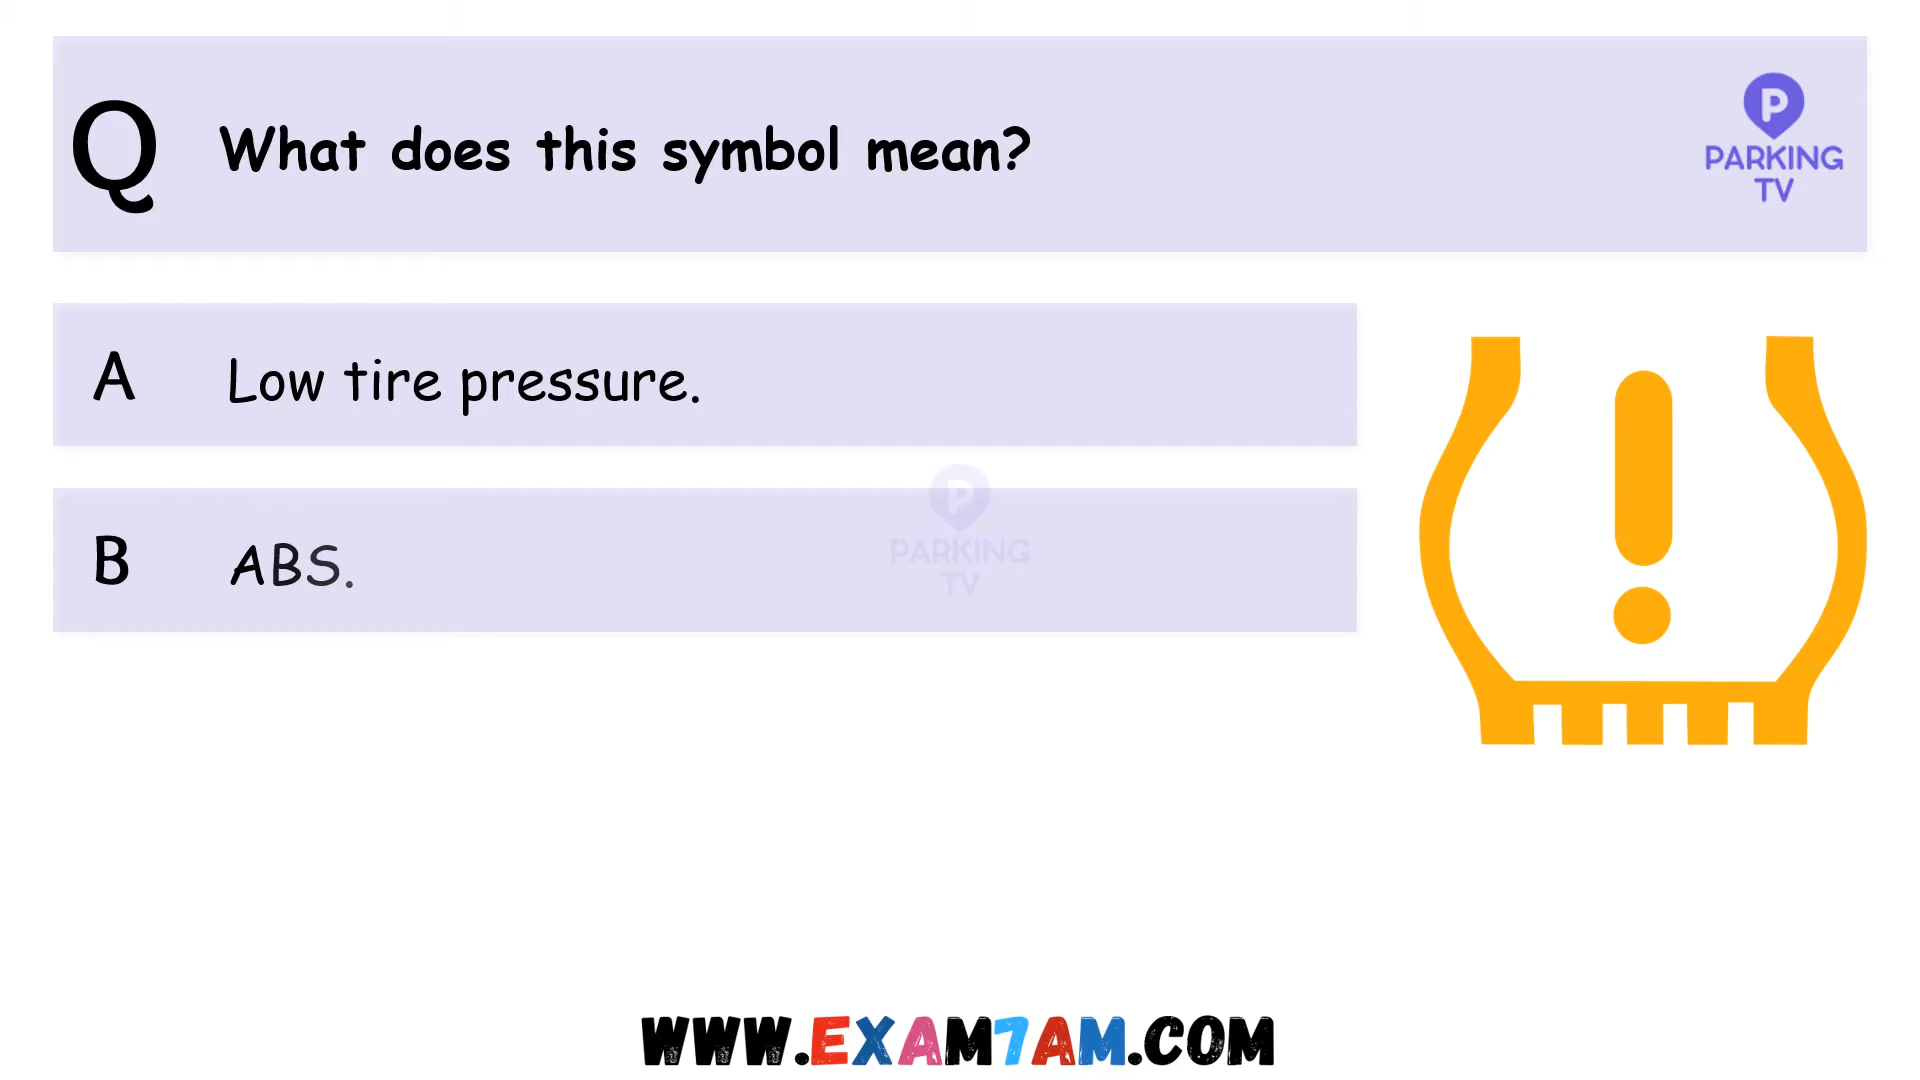 Q What does this symbol mean?
PARKING
TV
A Low tire pressure.
B ABS.
PARKING
TV
WWW.EXAM7AM.COM